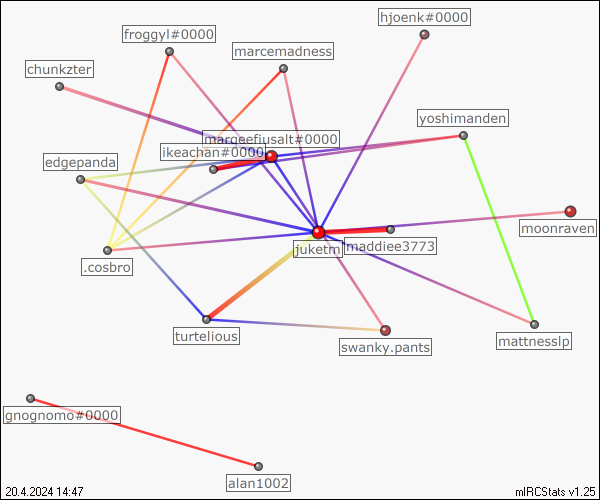 hjoenk#0000
froggyl#0000
marcemadness
chunkzter
yoshimanden
marqeefiusalt#0000
ikeachan#0000
edgepanda
moonraven
juketm
maddiee3773
.cosbro
turtelious
swanky.pants
mattnesslp
gnognomo#0000
alan1002
20.4.2024 14:47
mIRCStats v1.25